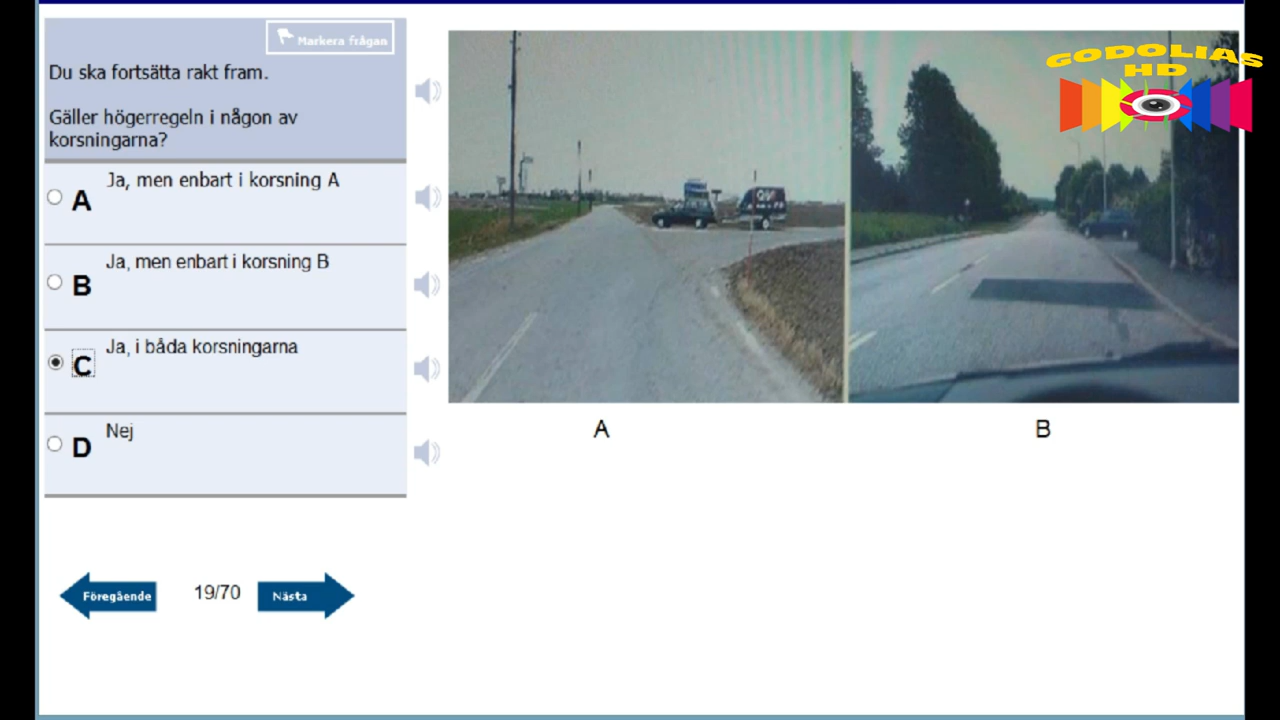 Markera frågan
Du ska fortsätta rakt fram.
Gäller högerregeln i någon av
korsningarna?
A
Ja, men enbart i korsning A
B
Ja, men enbart i korsning B
C
Ja, i båda korsningarna
D
Nej
Föregående
19/70
Nästa
A
B
GODOLIAS
HD